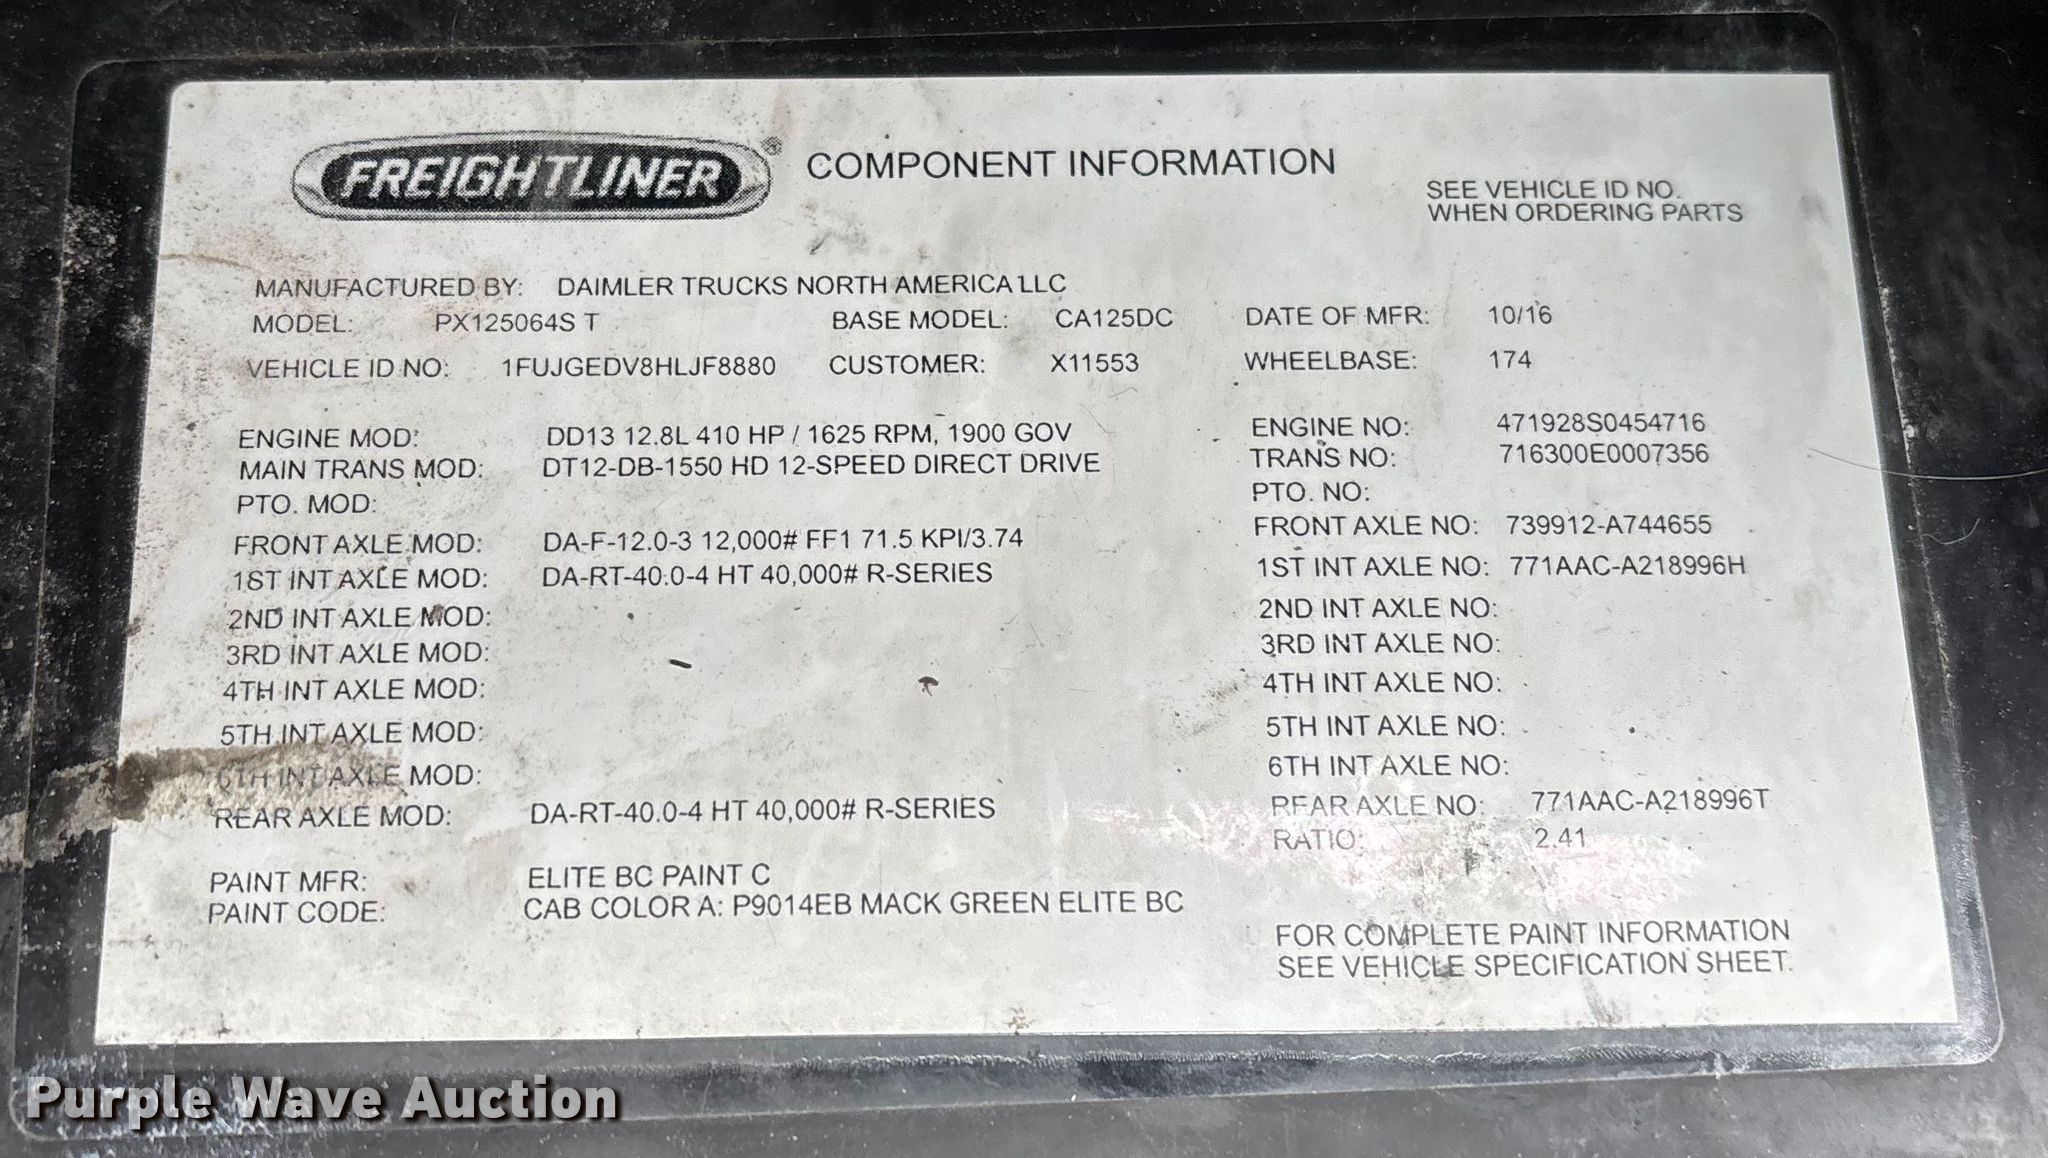 FREIGHTLINER® COMPONENT INFORMATION
SEE VEHICLE ID NO.
WHEN ORDERING PARTS
MANUFACTURED BY: DAIMLER TRUCKS NORTH AMERICA LLC
MODEL: PX125064S T BASE MODEL: CA125DC DATE OF MFR: 10/16
VEHICLE ID NO: 1FUJGEDV8HLJF8880 CUSTOMER: X11553 WHEELBASE: 174
ENGINE MOD: DD13 12.8L 410 HP / 1625 RPM, 1900 GOV ENGINE NO: 471928S0454716
MAIN TRANS MOD: DT12-DB-1550 HD 12-SPEED DIRECT DRIVE TRANS NO: 716300E0007356
PTO. MOD: PTO. NO:
FRONT AXLE MOD: DA-F-12.0-3 12,000# FF1 71.5 KPI/3.74 FRONT AXLE NO: 739912-A744655
1ST INT AXLE MOD: DA-RT-40.0-4 HT 40,000# R-SERIES 1ST INT AXLE NO: 771AAC-A218996H
2ND INT AXLE MOD: 2ND INT AXLE NO:
3RD INT AXLE MOD: 3RD INT AXLE NO:
4TH INT AXLE MOD: 4TH INT AXLE NO:
5TH INT AXLE MOD: 5TH INT AXLE NO:
6TH INT AXLE MOD: 6TH INT AXLE NO:
REAR AXLE MOD: DA-RT-40.0-4 HT 40,000# R-SERIES REAR AXLE NO: 771AAC-A218996T
RATIO: 2.41
PAINT MFR: ELITE BC PAINT C
PAINT CODE: CAB COLOR A: P9014EB MACK GREEN ELITE BC
FOR COMPLETE PAINT INFORMATION
SEE VEHICLE SPECIFICATION SHEET.
Purple Wave Auction